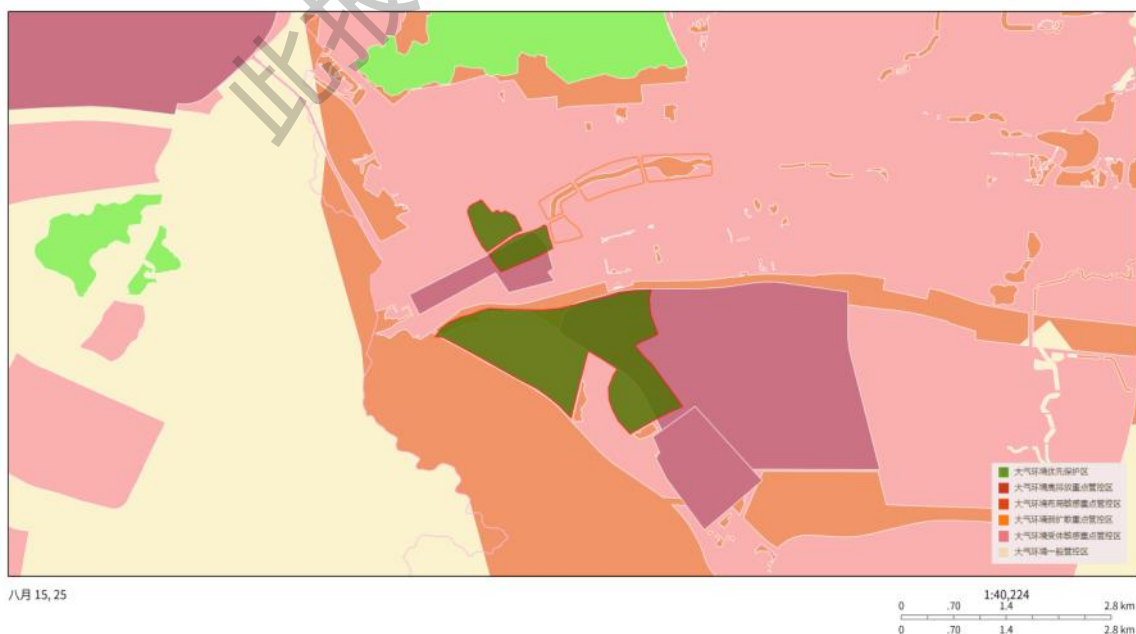 此报
大气环境优先保护区
大气环境高排放重点管控区
大气环境布局敏感重点管控区
大气环境弱扩散重点管控区
大气环境受体敏感重点管控区
大气环境一般管控区
八月 15, 25
1:40,224
0 .70 1.4 2.8 km
0 .70 1.4 2.8 km